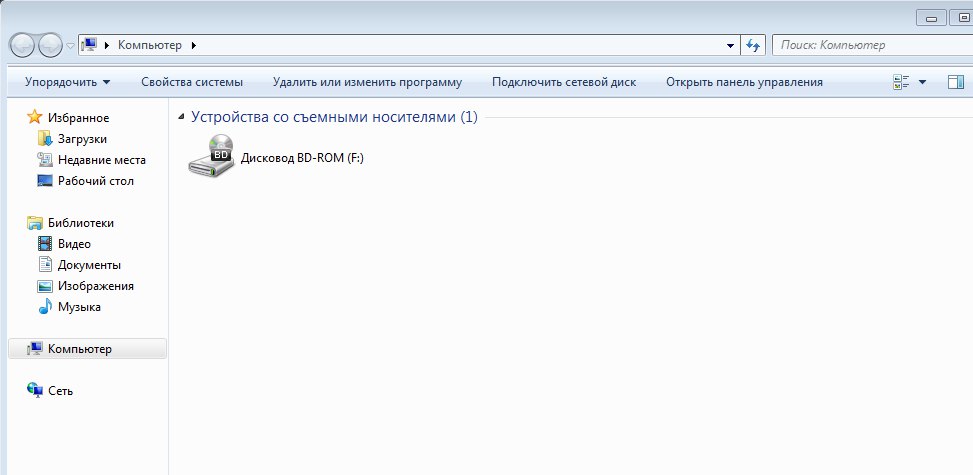 Компьютер
Поиск: Компьютер
Упорядочить Свойства системы Удалить или изменить программу Подключить сетевой диск Открыть панель управления
Избранное
Загрузки
Недавние места
Рабочий стол
Библиотеки
Видео
Документы
Изображения
Музыка
Компьютер
Сеть
Устройства со съемными носителями (1)
BD
Дисковод BD-ROM (F:)